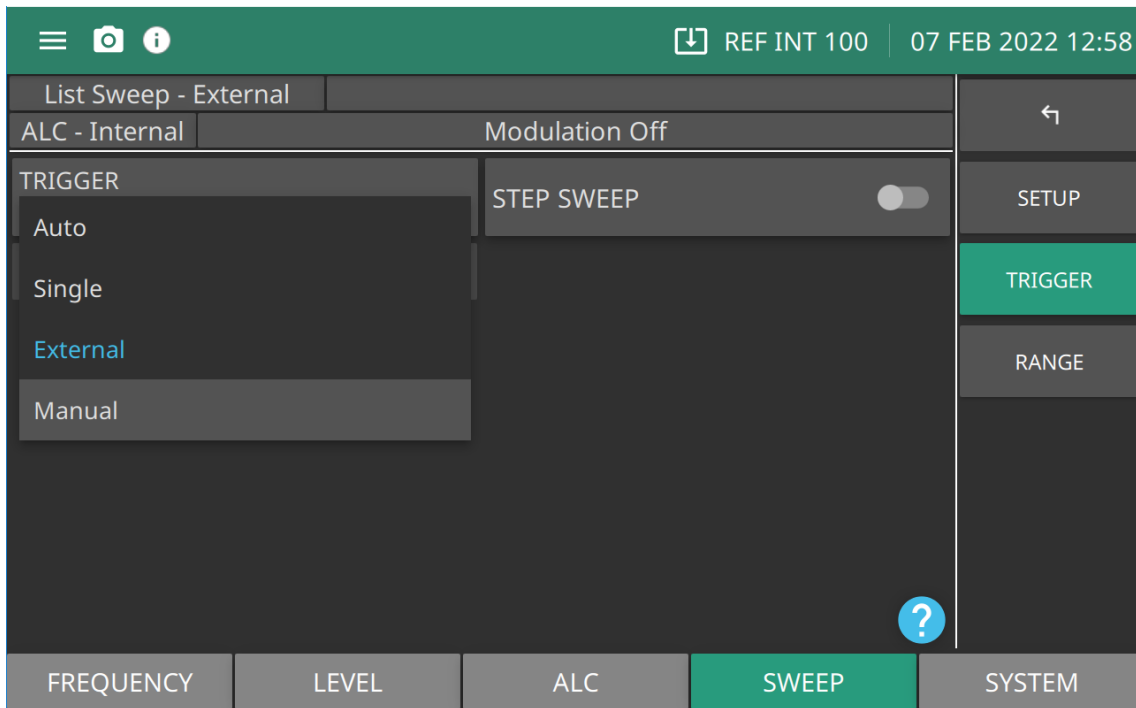 REF INT 100 07 FEB 2022 12:58
List Sweep - External
ALC - Internal Modulation Off
TRIGGER
Auto
Single
External
Manual
STEP SWEEP
SETUP
TRIGGER
RANGE
?
FREQUENCY LEVEL ALC SWEEP SYSTEM